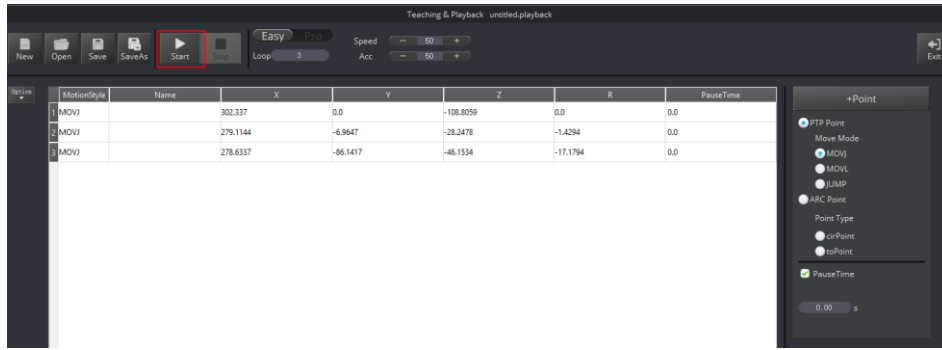 Teaching & Playback untitled.playback
New Open Save SaveAs Start Stop
Easy Pro
Loop 3
Speed − 50 +
Acc − 50 +
Exit
Option
MotionStyle Name X Y Z R PauseTime
1 MOVJ 302.337 0.0 -108.8059 0.0 0.0
2 MOVJ 279.1144 -6.9647 -28.2478 -1.4294 0.0
3 MOVJ 278.6337 -86.1417 -46.1534 -17.1794 0.0
+Point
PTP Point
Move Mode
MOVJ
MOVL
JUMP
ARC Point
Point Type
cirPoint
toPoint
PauseTime
0.00 s